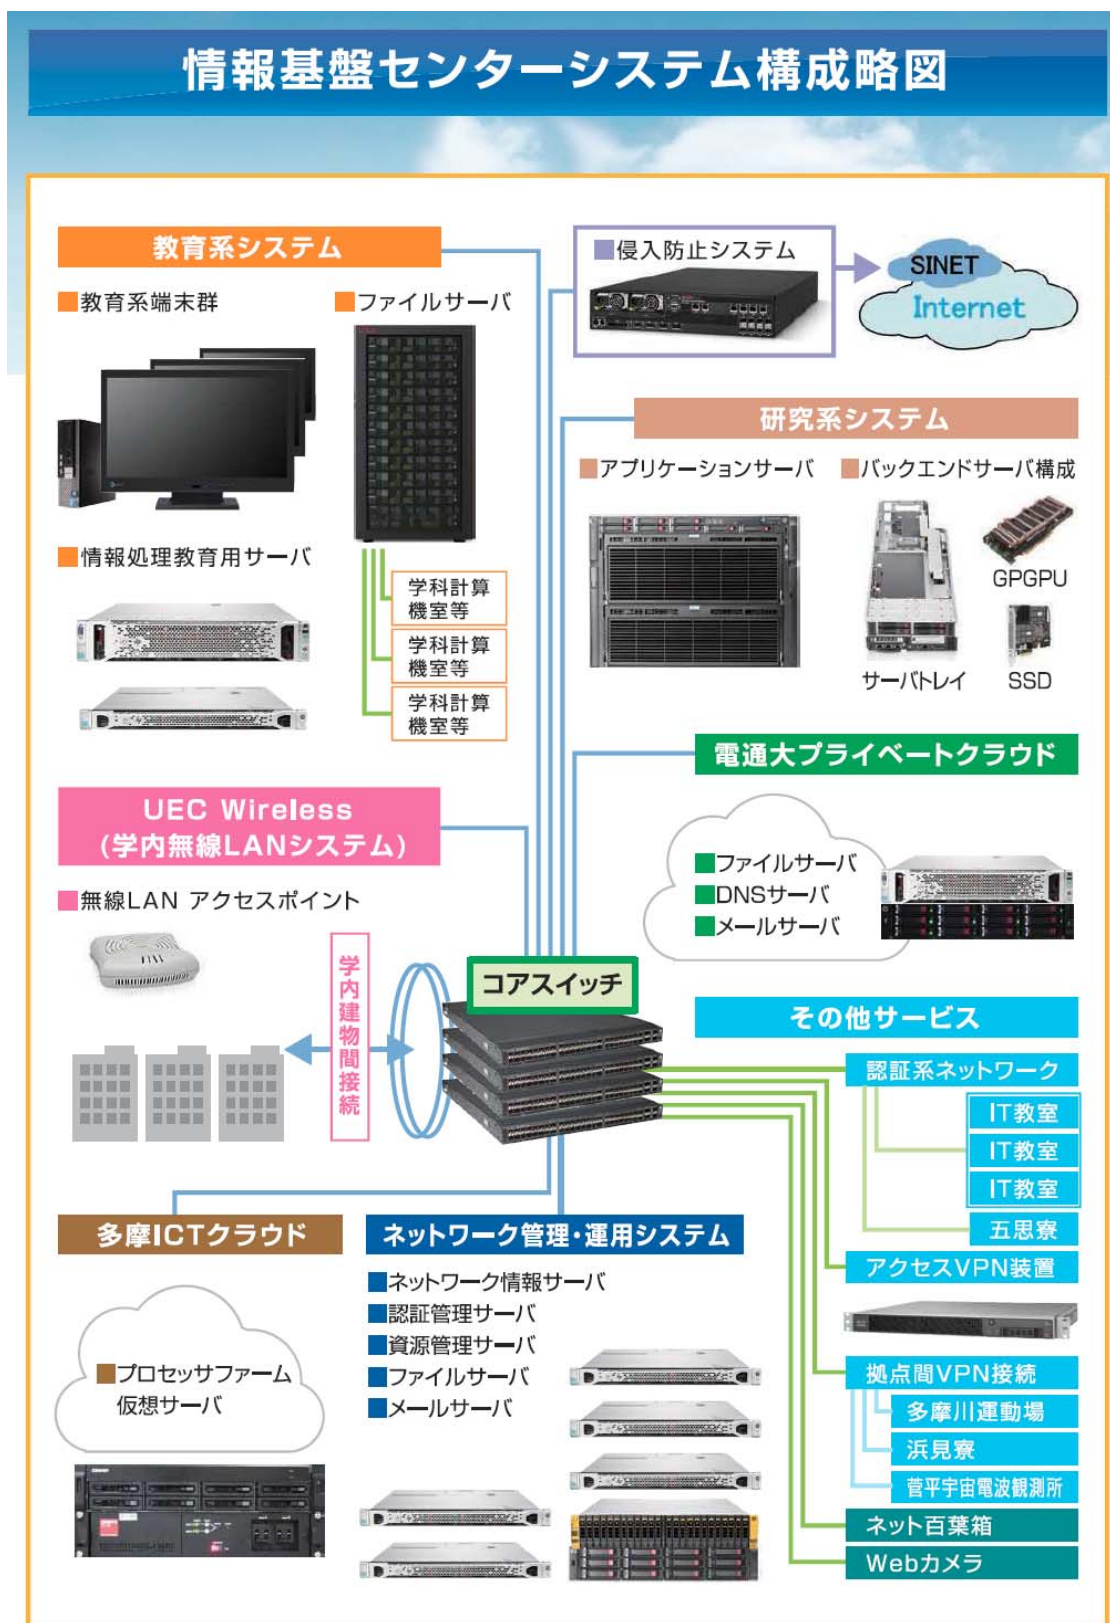 情報基盤センターシステム構成略図
教育系システム
■教育系端末群
■ファイルサーバ
■情報処理教育用サーバ
学科計算
機室等
学科計算
機室等
学科計算
機室等
■侵入防止システム
SINET
Internet
研究系システム
■アプリケーションサーバ
■バックエンドサーバ構成
GPGPU
サーバトレイ
SSD
電通大プライベートクラウド
■ファイルサーバ
■DNSサーバ
■メールサーバ
UEC Wireless
(学内無線LANシステム)
■無線LAN アクセスポイント
学内建物間接続
コアスイッチ
その他サービス
認証系ネットワーク
IT教室
IT教室
IT教室
五思寮
アクセスVPN装置
拠点間VPN接続
多摩川運動場
浜見寮
菅平宇宙電波観測所
ネット百葉箱
Webカメラ
多摩ICTクラウド
■プロセッサファーム
仮想サーバ
ネットワーク管理・運用システム
■ネットワーク情報サーバ
■認証管理サーバ
■資源管理サーバ
■ファイルサーバ
■メールサーバ